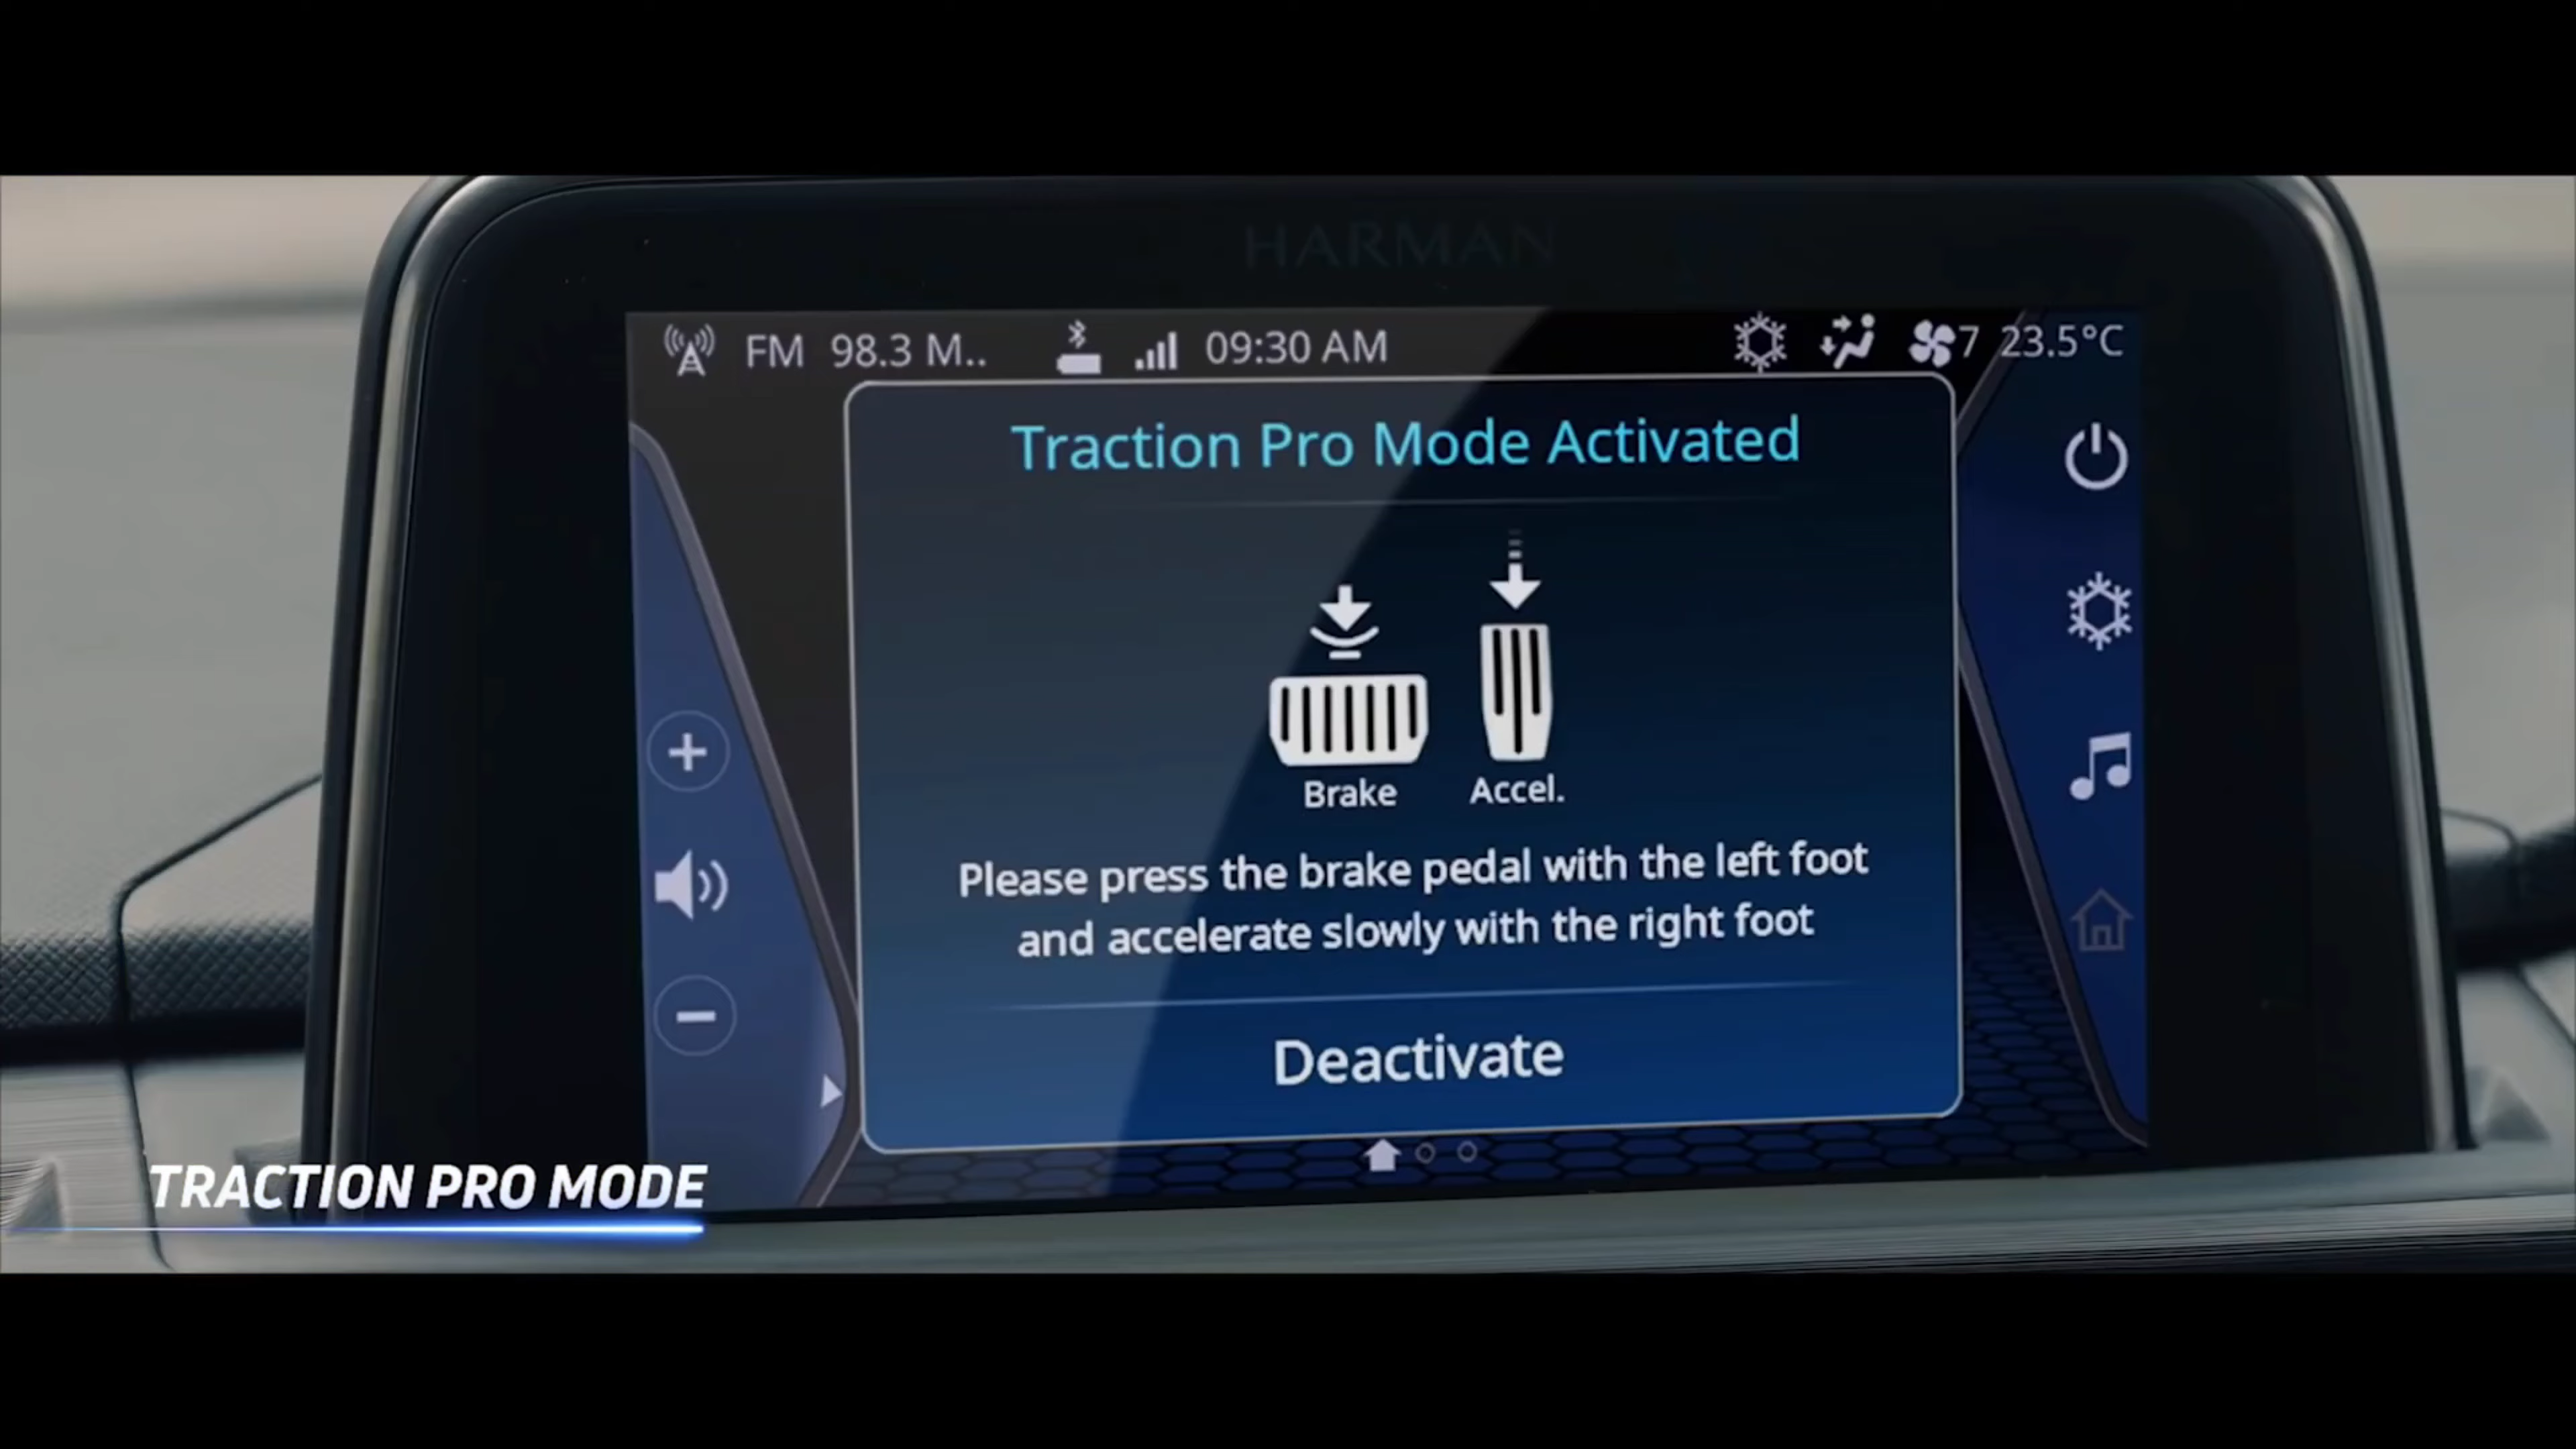 HARMAN
FM 98.3 M.. 09:30 AM 7 23.5°C
Traction Pro Mode Activated
Brake Accel.
Please press the brake pedal with the left foot
and accelerate slowly with the right foot
Deactivate
TRACTION PRO MODE